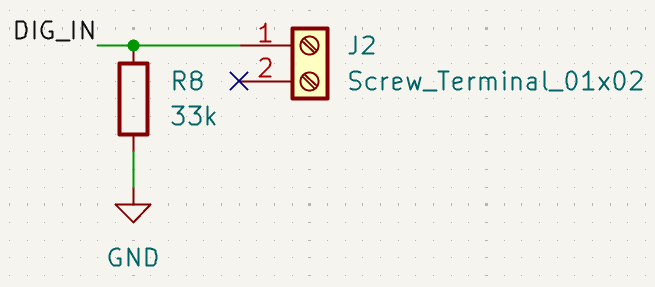 DIG_IN
1
J2
2
R8
Screw_Terminal_01x02
33k
GND